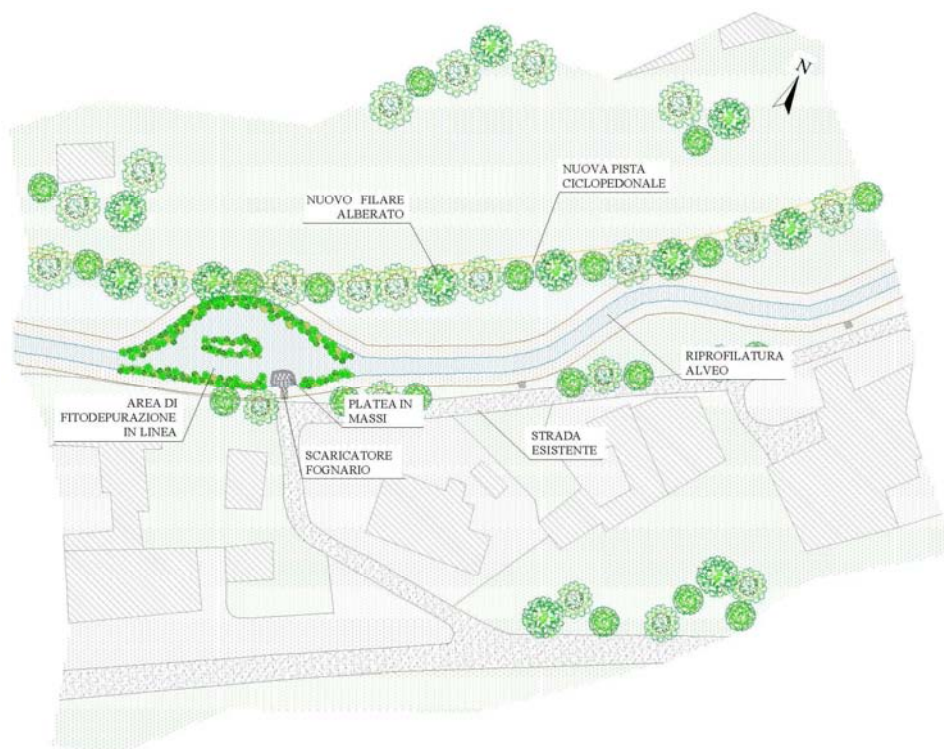 N
NUOVA PISTA
CICLOPEDONALE
NUOVO FILARE
ALBERATO
RIPROFILATURA
ALVEO
AREA DI
FITODEPURAZIONE
IN LINEA
PLATEA IN
MASSI
STRADA
ESISTENTE
SCARICATORE
FOGNARIO